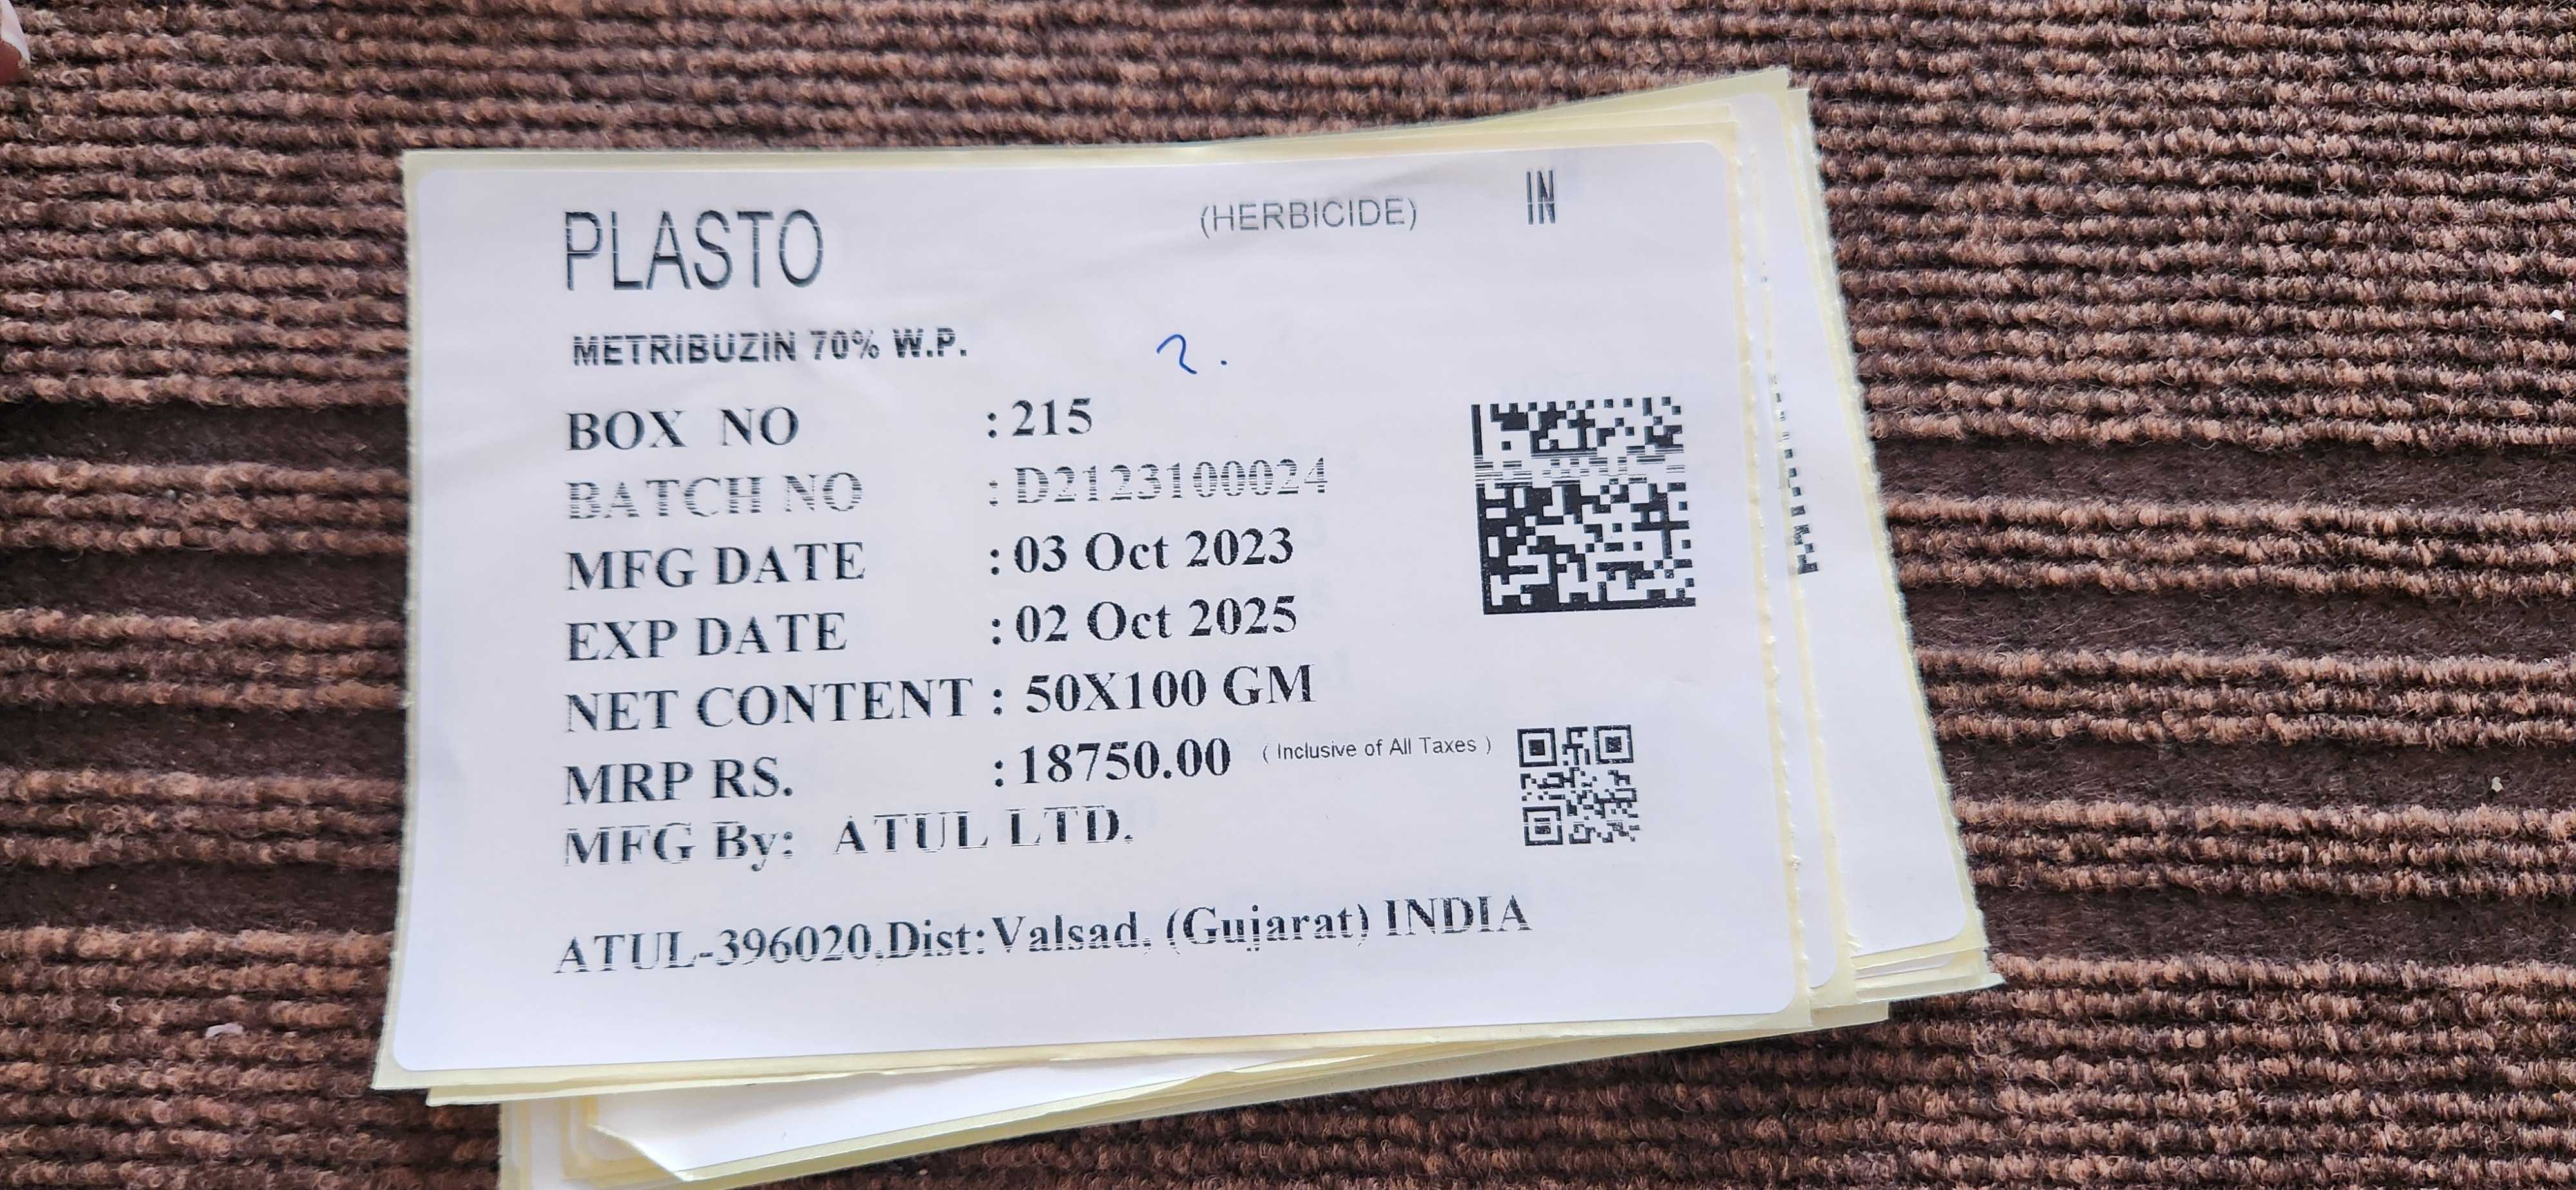 PLASTO (HERBICIDE) IN
METRIBUZIN 70% W.P.
2.
BOX NO : 215
BATCH NO : D2123100024
MFG DATE : 03 Oct 2023
EXP DATE : 02 Oct 2025
NET CONTENT : 50X100 GM
MRP RS. : 18750.00 ( Inclusive of All Taxes )
MFG By: ATUL LTD.
ATUL-396020,Dist:Valsad, (Gujarat) INDIA